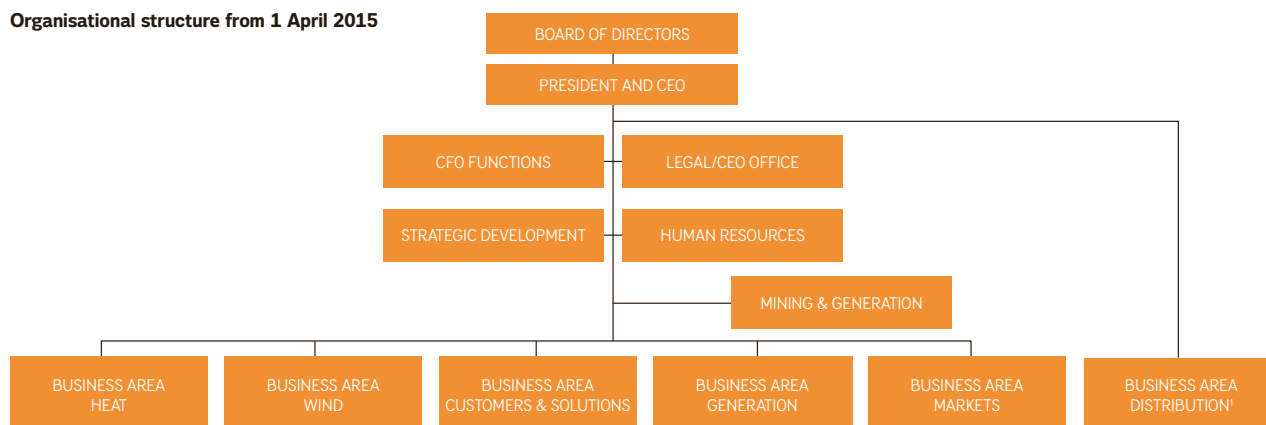 Organisational structure from 1 April 2015
BOARD OF DIRECTORS
PRESIDENT AND CEO
CFO FUNCTIONS
LEGAL/CEO OFFICE
STRATEGIC DEVELOPMENT
HUMAN RESOURCES
MINING & GENERATION
BUSINESS AREA
HEAT
BUSINESS AREA
WIND
BUSINESS AREA
CUSTOMERS & SOLUTIONS
BUSINESS AREA
GENERATION
BUSINESS AREA
MARKETS
BUSINESS AREA
DISTRIBUTION¹